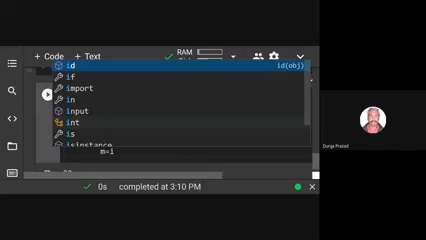 + Code + Text RAM
id id(obj)
if
import
in
input
int
is
isinstance
m=i
0s completed at 3:10 PM
Durga Prasad